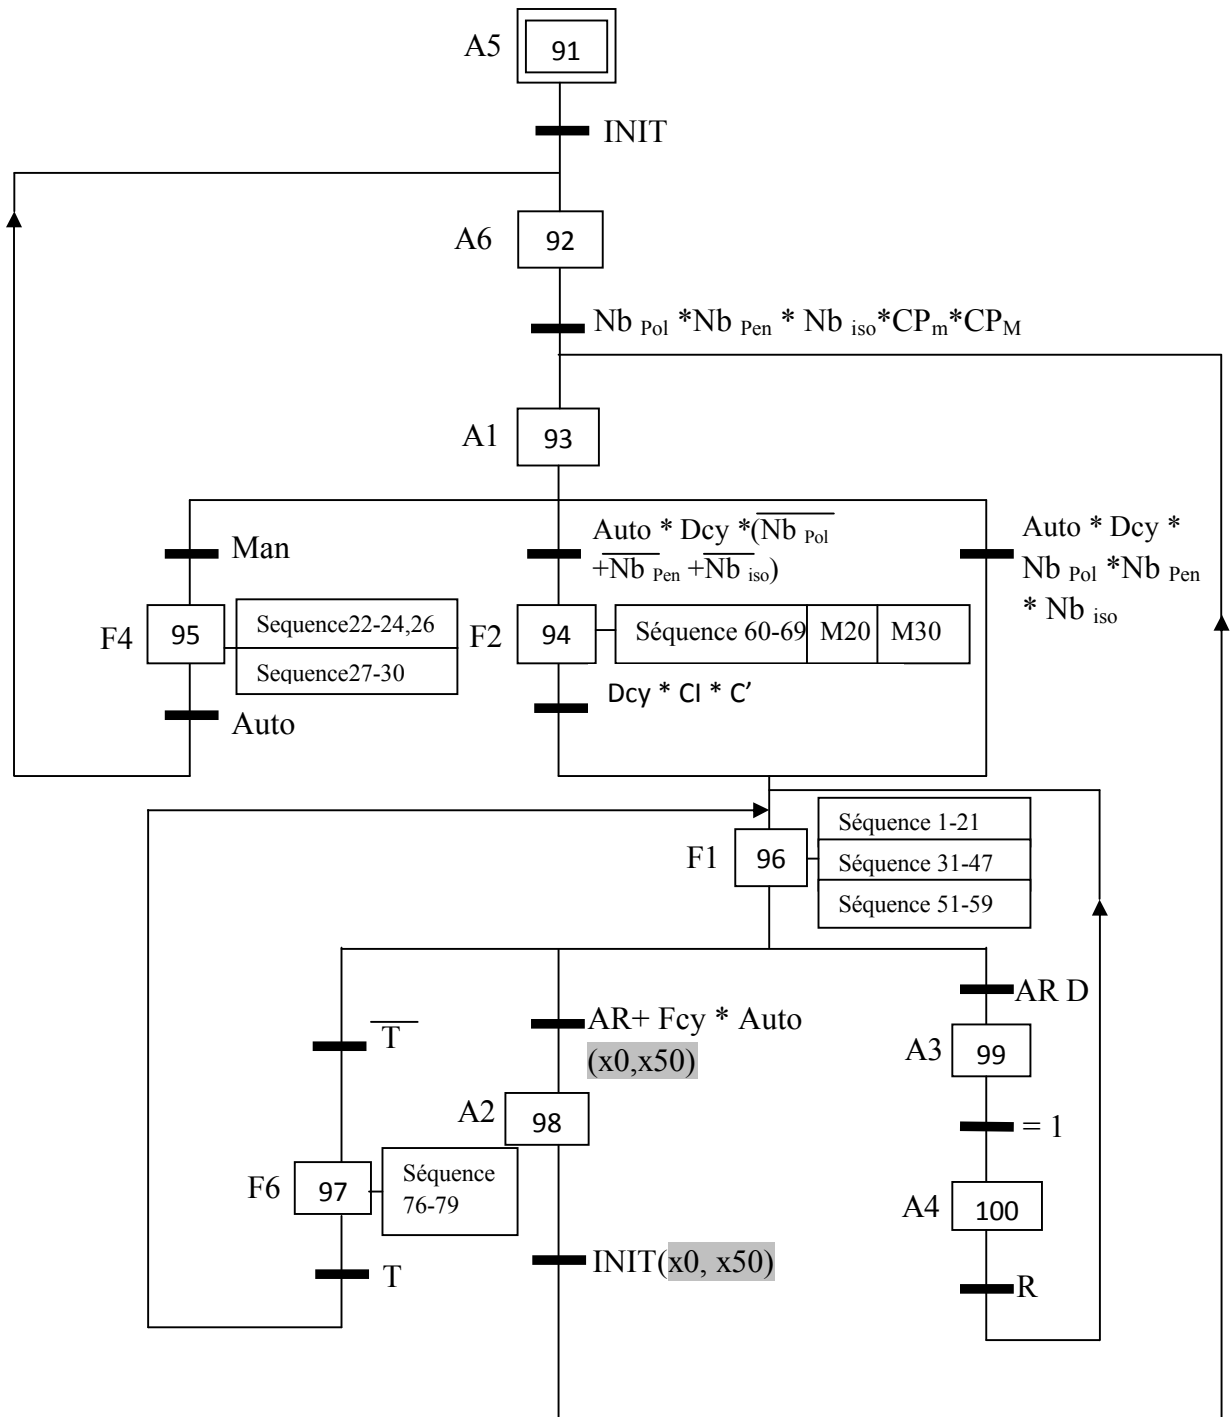 A5
91
INIT
A6
92
Nb Pol *Nb Pen * Nb iso*CPm*CPM
A1
93
Man
Auto * Dcy *(N̅b̅ P̅o̅l̅
+N̅b̅ Pen +N̅b̅ iso)
Auto * Dcy *
Nb Pol *Nb Pen
* Nb iso
F4
95
Sequence22-24,26
Sequence27-30
F2
94
Séquence 60-69
M20
M30
Auto
Dcy * CI * C’
F1
96
Séquence 1-21
Séquence 31-47
Séquence 51-59
T̅
AR+ Fcy * Auto
(x0,x50)
AR D
A3
99
A2
98
= 1
F6
97
Séquence
76-79
A4
100
T
INIT(x0, x50)
R